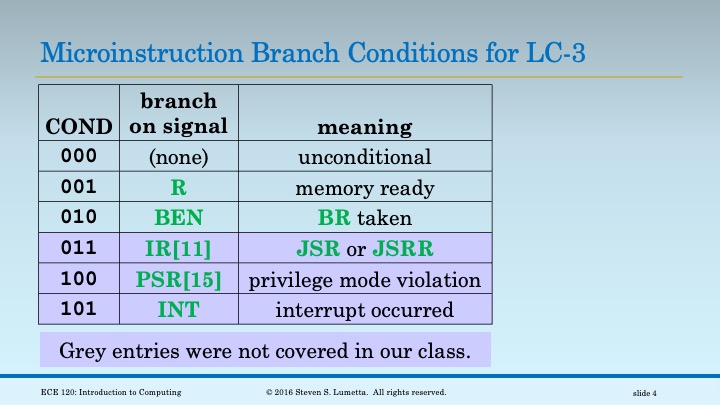 Microinstruction Branch Conditions for LC-3
COND branch on signal meaning
000 (none) unconditional
001 R memory ready
010 BEN BR taken
011 IR[11] JSR or JSRR
100 PSR[15] privilege mode violation
101 INT interrupt occurred
Grey entries were not covered in our class.
ECE 120: Introduction to Computing © 2016 Steven S. Lumetta. All rights reserved. slide 4